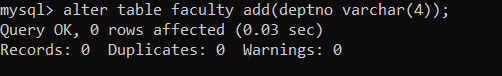 mysql> alter table faculty add(deptno varchar(4));
Query OK, 0 rows affected (0.03 sec)
Records: 0  Duplicates: 0  Warnings: 0